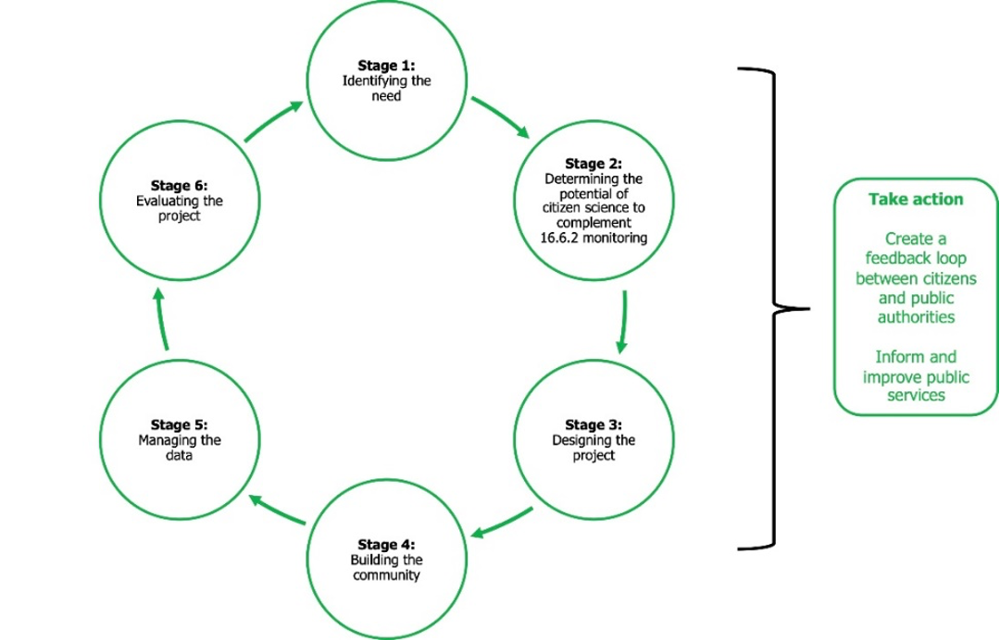 Stage 1:
Identifying the
need
Stage 2:
Determining the
potential of
citizen science to
complement
16.6.2 monitoring
Stage 3:
Designing the
project
Stage 4:
Building the
community
Stage 5:
Managing the
data
Stage 6:
Evaluating the
project
Take action
Create a
feedback loop
between citizens
and public
authorities
Inform and
improve public
services